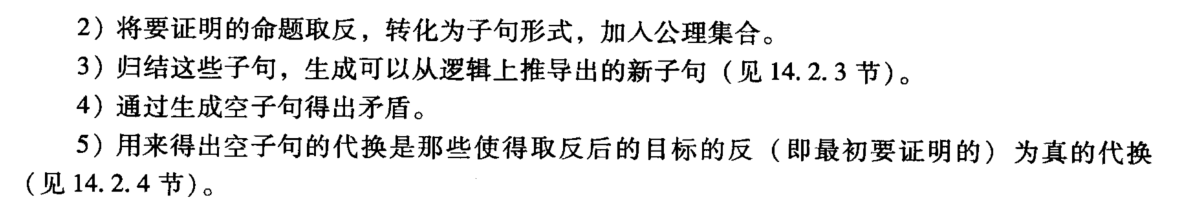 2）将要证明的命题取反，转化为子句形式，加入公理集合。
3）归结这些子句，生成可以从逻辑上推导出的新子句（见14.2.3节）。
4）通过生成空子句得出矛盾。
5）用来得出空子句的代换是那些使得取反后的目标的反（即最初要证明的）为真的代换
（见14.2.4节）。